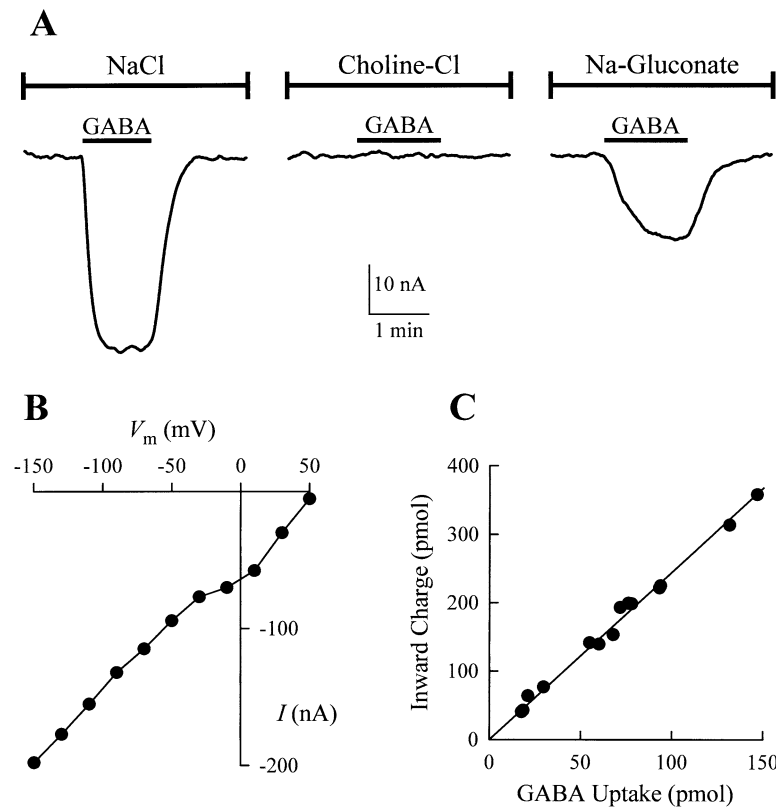 A
NaCl
Choline-Cl
Na-Gluconate
GABA
GABA
GABA
10 nA
1 min
B
V_m (mV)
-150 -100 -50 0 50
-100
I (nA)
-200
C
400
300
200
100
0
Inward Charge (pmol)
0 50 100 150
GABA Uptake (pmol)